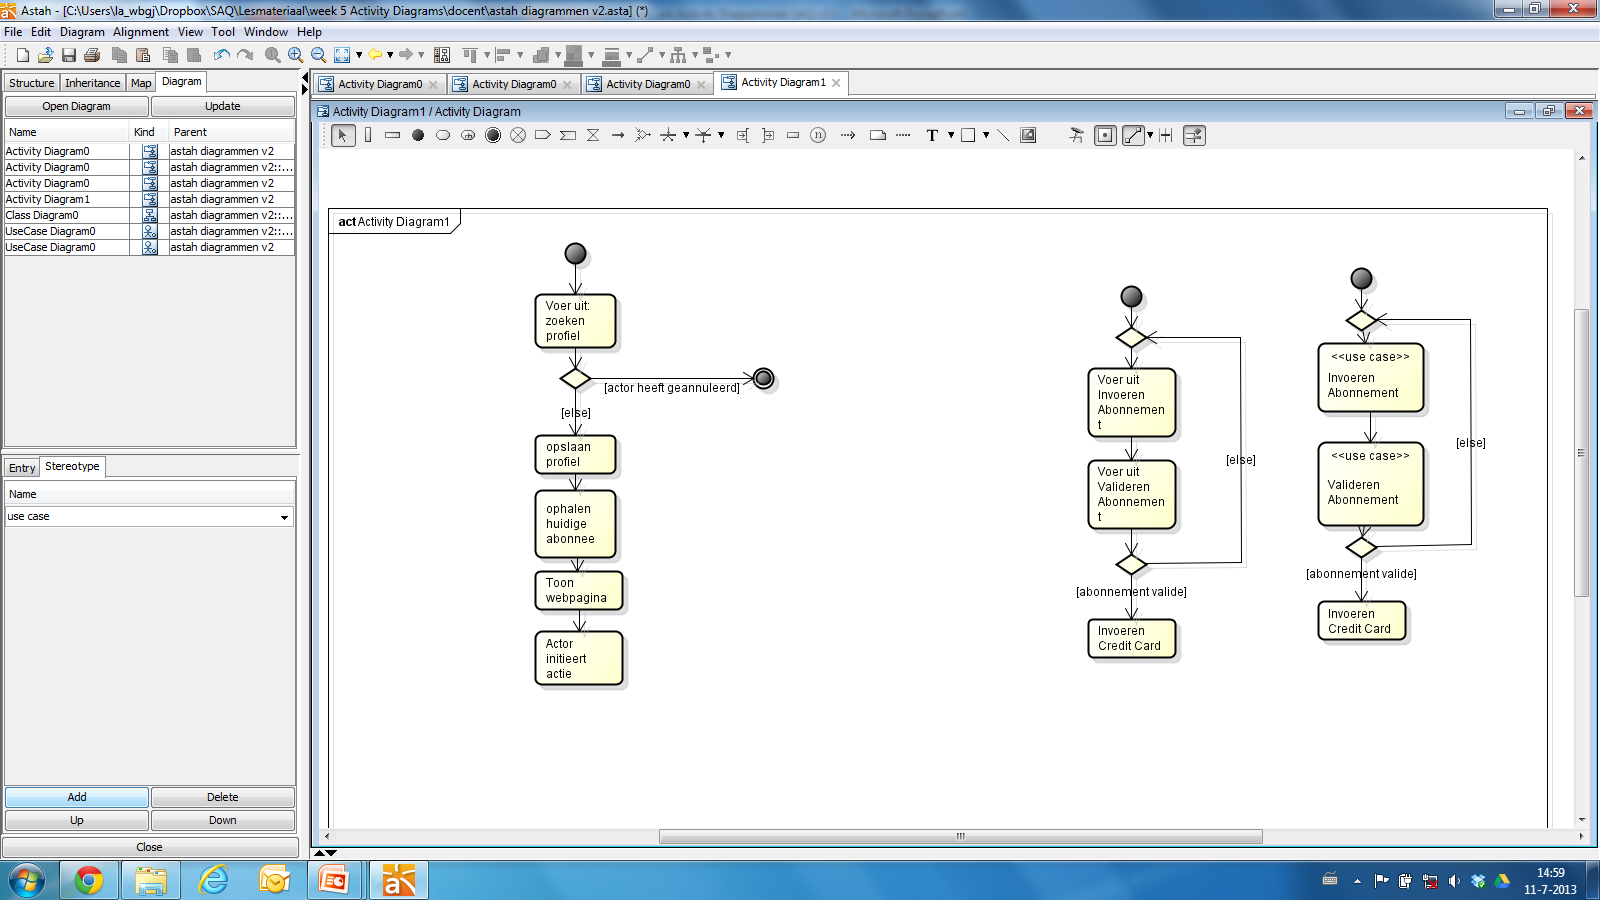 Astah - [C:\Users\la_wbgj\Dropbox\SAQ\Lesmateriaal\week 5 Activity Diagrams\docent\astah diagrammen v2.asta] (*)
File Edit Diagram Alignment View Tool Window Help
Structure Inheritance Map Diagram
Open Diagram Update
Name Kind Parent
Activity Diagram0 astah diagrammen v2
Activity Diagram0 astah diagrammen v2::...
Activity Diagram0 astah diagrammen v2
Activity Diagram1 astah diagrammen v2
Class Diagram0 astah diagrammen v2::...
UseCase Diagram0 astah diagrammen v2::...
UseCase Diagram0 astah diagrammen v2
Entry Stereotype
Name
use case
Add Delete
Up Down
Close
Activity Diagram0 Activity Diagram0 Activity Diagram0 Activity Diagram1
Activity Diagram1 / Activity Diagram
n T
act Activity Diagram1
Voer uit:
zoeken
profiel
[actor heeft geannuleerd]
[else]
opslaan
profiel
ophalen
huidige
abonnee
Toon
webpagina
Actor
initieert
actie
Voer uit
Invoeren
Abonnemen
t
Voer uit
Valideren
Abonnemen
t
[else]
[abonnement valide]
Invoeren
Credit Card
<<use case>>
Invoeren
Abonnement
<<use case>>
Valideren
Abonnement
[else]
[abonnement valide]
Invoeren
Credit Card
14:59
11-7-2013